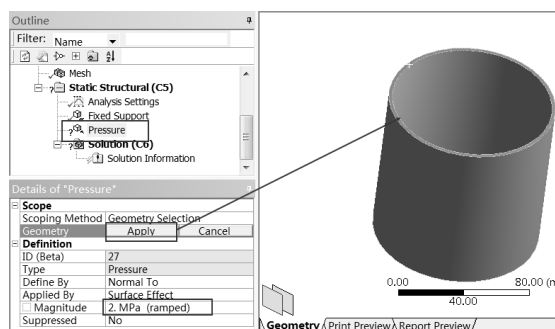 Outline
Filter: Name
Mesh
Static Structural (C5)
Analysis Settings
Fixed Support
Pressure
Solution (C6)
Solution Information
Details of "Pressure"
Scope
Scoping Method Geometry Selection
Geometry Apply Cancel
Definition
ID (Beta) 27
Type Pressure
Define By Normal To
Applied By Surface Effect
Magnitude 2. MPa (ramped)
Suppressed No
0.00 80.00 (m
40.00
Geometry Print Preview Report Preview